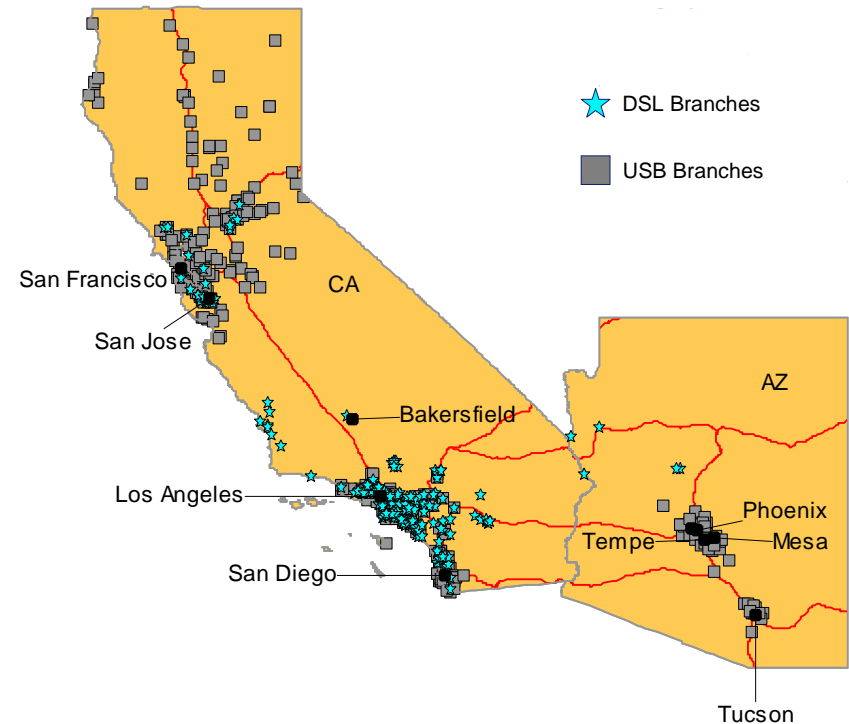 DSL Branches
USB Branches
San Francisco
CA
San Jose
AZ
Bakersfield
Los Angeles
Phoenix
Tempe
Mesa
San Diego
Tucson